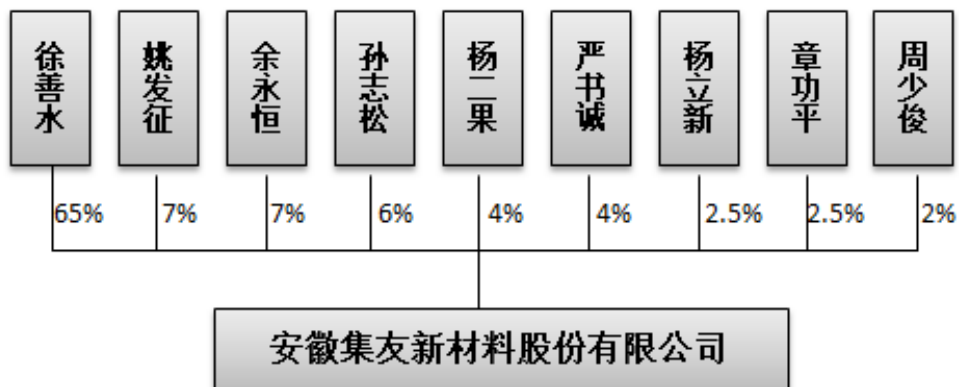 徐善水
姚发征
余永恒
孙志松
杨二果
严书诚
杨立新
章功平
周少俊
65%
7%
7%
6%
4%
4%
2.5%
2.5%
2%
安徽集友新材料股份有限公司